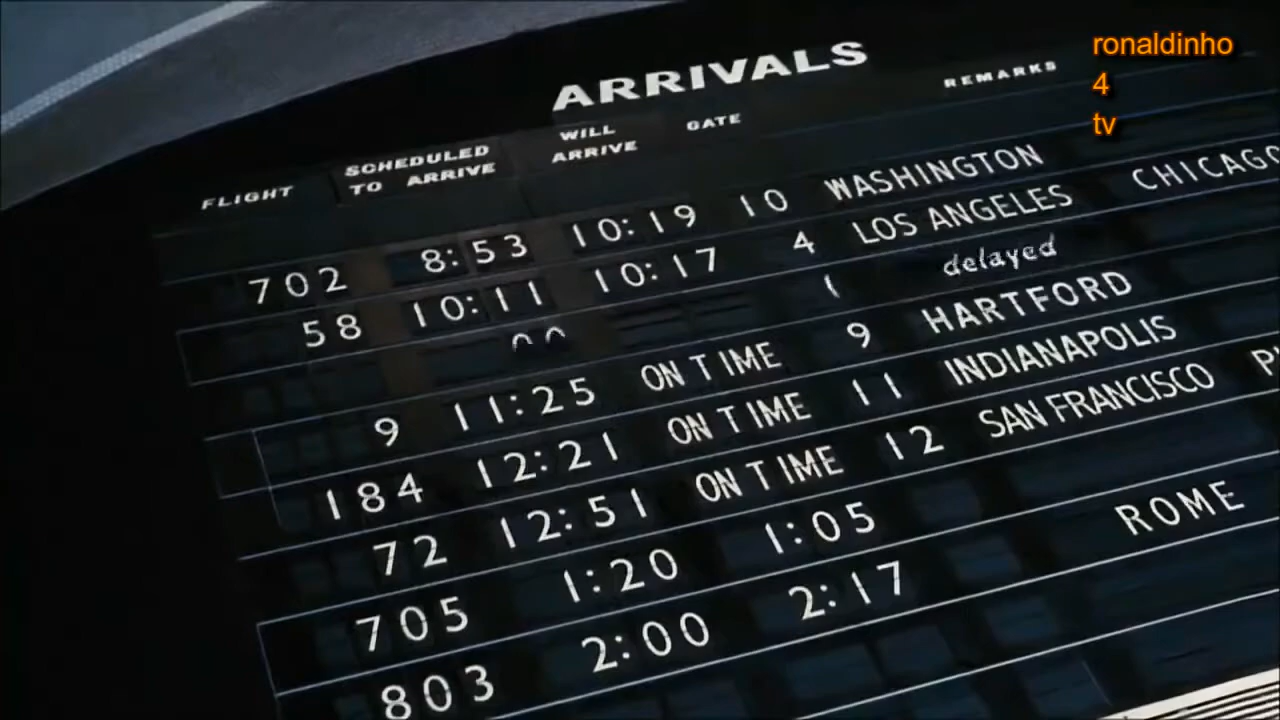 ronaldinho
4
tv
ARRIVALS
FLIGHT SCHEDULED TO ARRIVE WILL ARRIVE GATE REMARKS
702 8:53 10:19 10 WASHINGTON
58 10:11 10:17 4 LOS ANGELES CHICAGO
delayed
9 11:25 ON TIME 9 HARTFORD
184 12:21 ON TIME 11 INDIANAPOLIS
72 12:51 ON TIME 12 SAN FRANCISCO
705 1:20 1:05
803 2:00 2:17 ROME